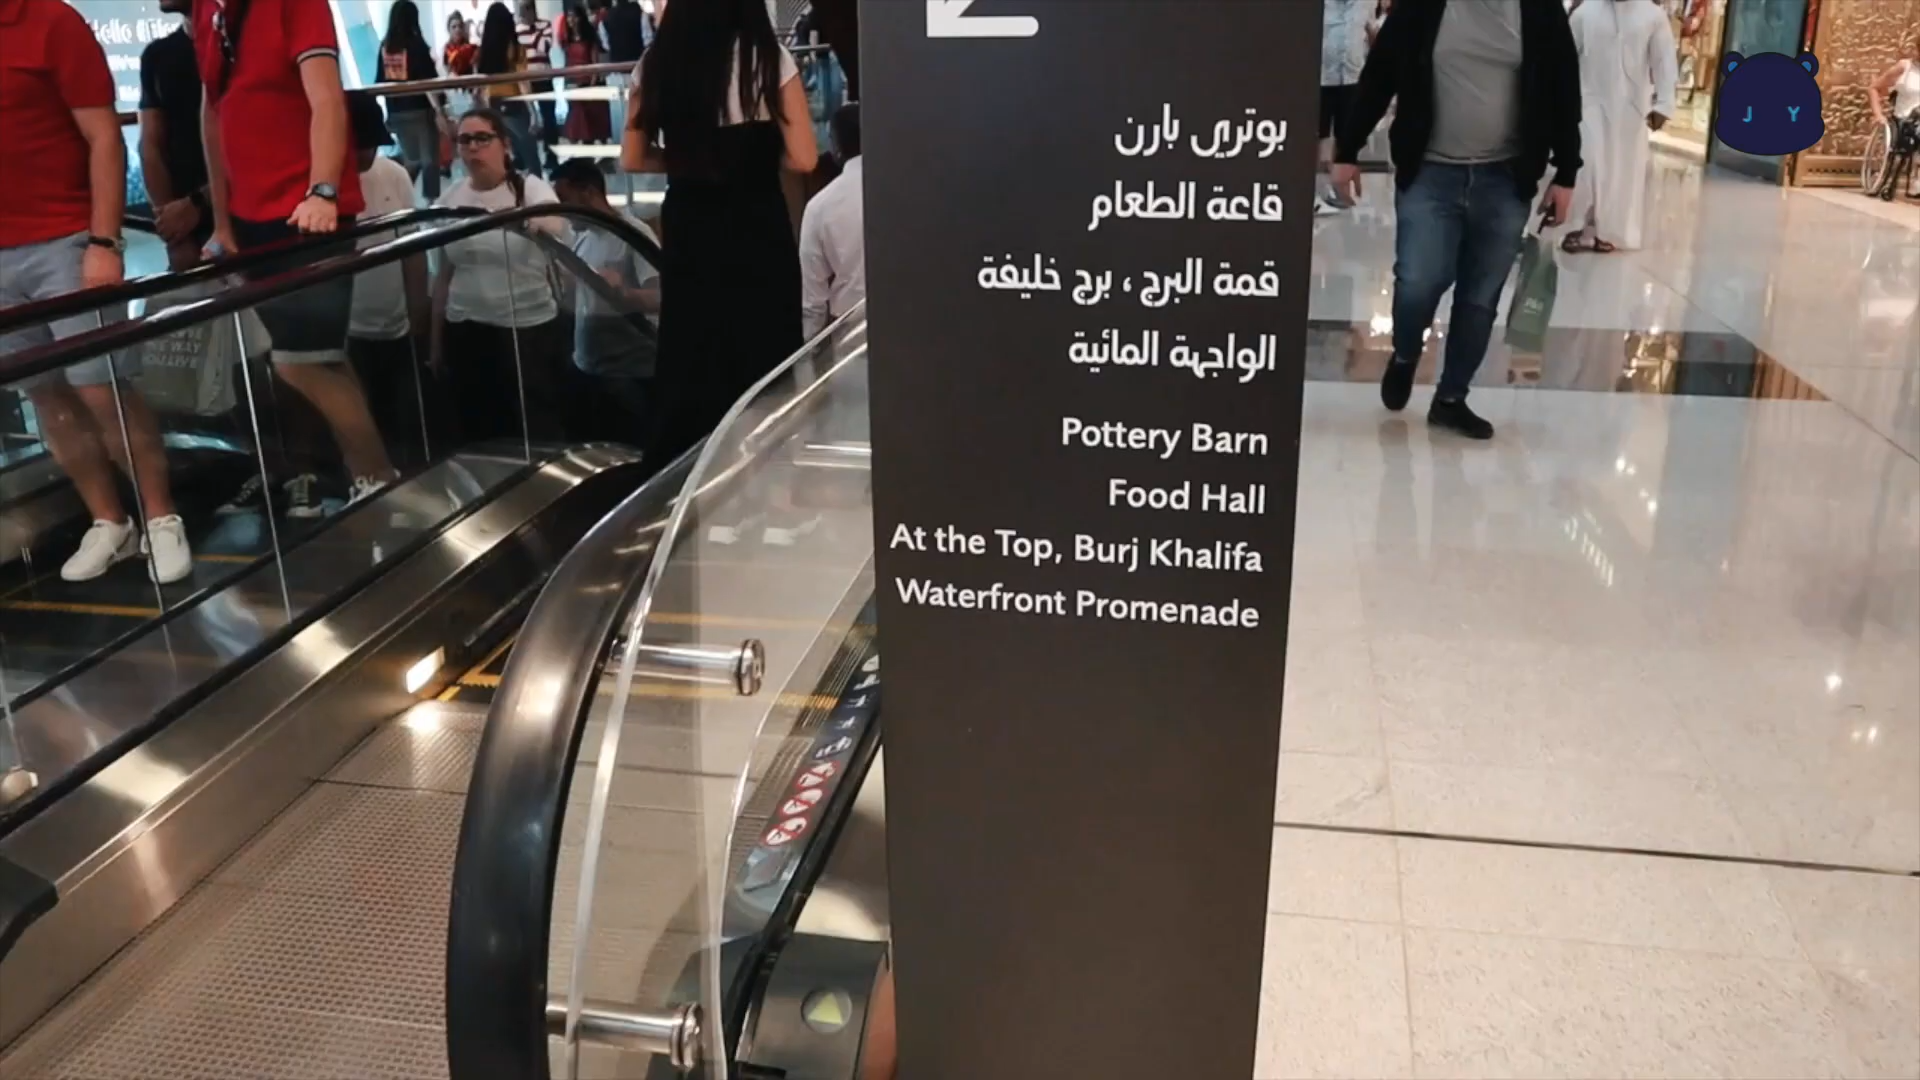 بوتري بارن
قاعة الطعام
قمة البرج ، برج خليفة
الواجهة المائية
Pottery Barn
Food Hall
At the Top, Burj Khalifa
Waterfront Promenade
J Y